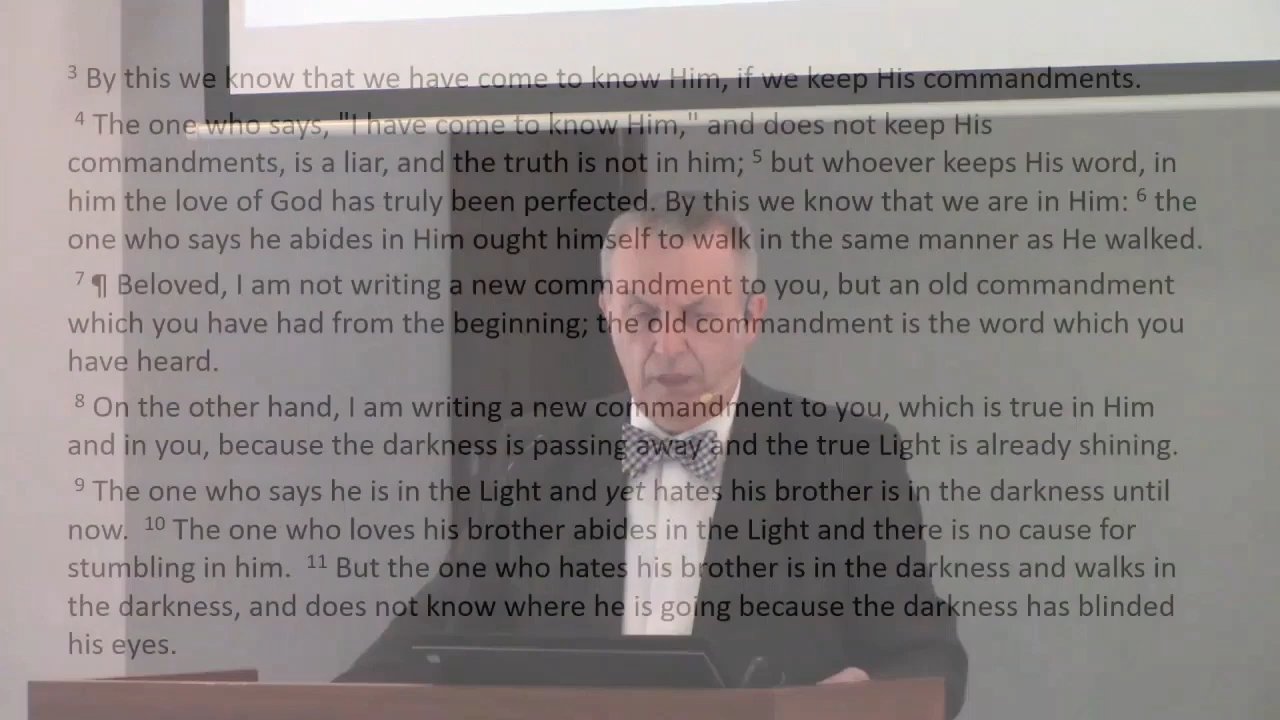 3 By this we know that we have come to know Him, if we keep His commandments.
4 The one who says, "I have come to know Him," and does not keep His
commandments, is a liar, and the truth is not in him; 5 but whoever keeps His word, in
him the love of God has truly been perfected. By this we know that we are in Him: 6 the
one who says he abides in Him ought himself to walk in the same manner as He walked.
7 ¶ Beloved, I am not writing a new commandment to you, but an old commandment
which you have had from the beginning; the old commandment is the word which you
have heard.
8 On the other hand, I am writing a new commandment to you, which is true in Him
and in you, because the darkness is passing away and the true Light is already shining.
9 The one who says he is in the Light and yet hates his brother is in the darkness until
now. 10 The one who loves his brother abides in the Light and there is no cause for
stumbling in him. 11 But the one who hates his brother is in the darkness and walks in
the darkness, and does not know where he is going because the darkness has blinded
his eyes.